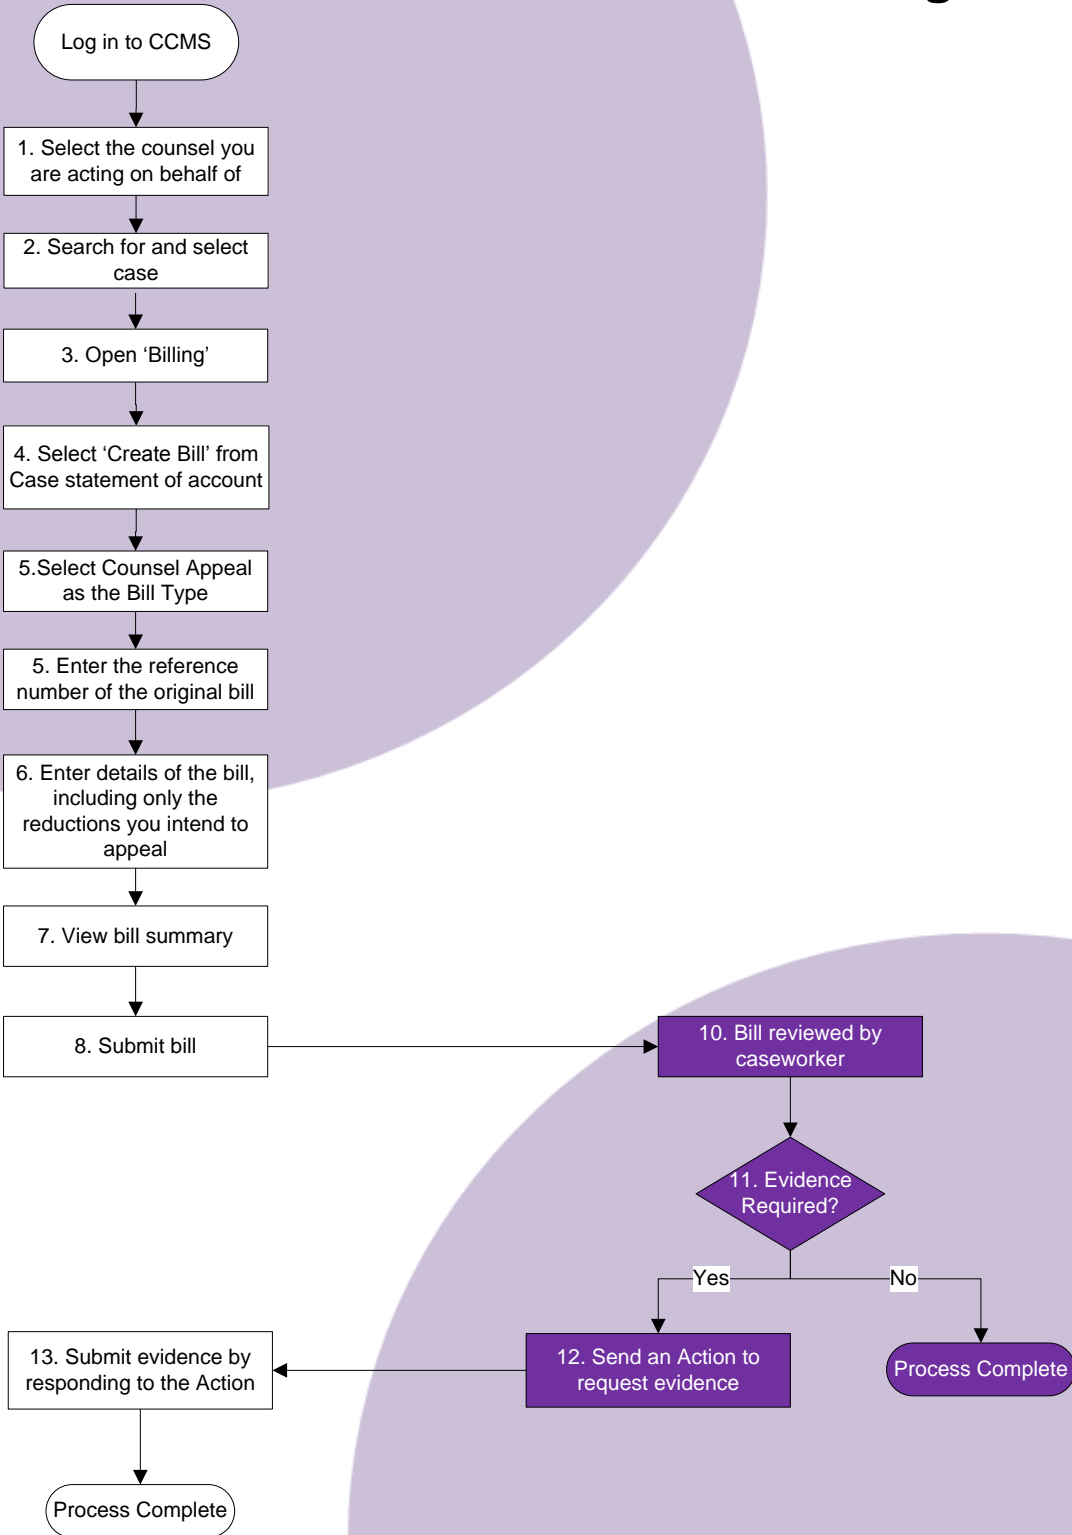 g
Log in to CCMS
1. Select the counsel you
are acting on behalf of
2. Search for and select
case
3. Open ‘Billing’
4. Select ‘Create Bill’ from
Case statement of account
5.Select Counsel Appeal
as the Bill Type
5. Enter the reference
number of the original bill
6. Enter details of the bill,
including only the
reductions you intend to
appeal
7. View bill summary
8. Submit bill
10. Bill reviewed by
caseworker
11. Evidence
Required?
Yes
No
12. Send an Action to
request evidence
Process Complete
13. Submit evidence by
responding to the Action
Process Complete